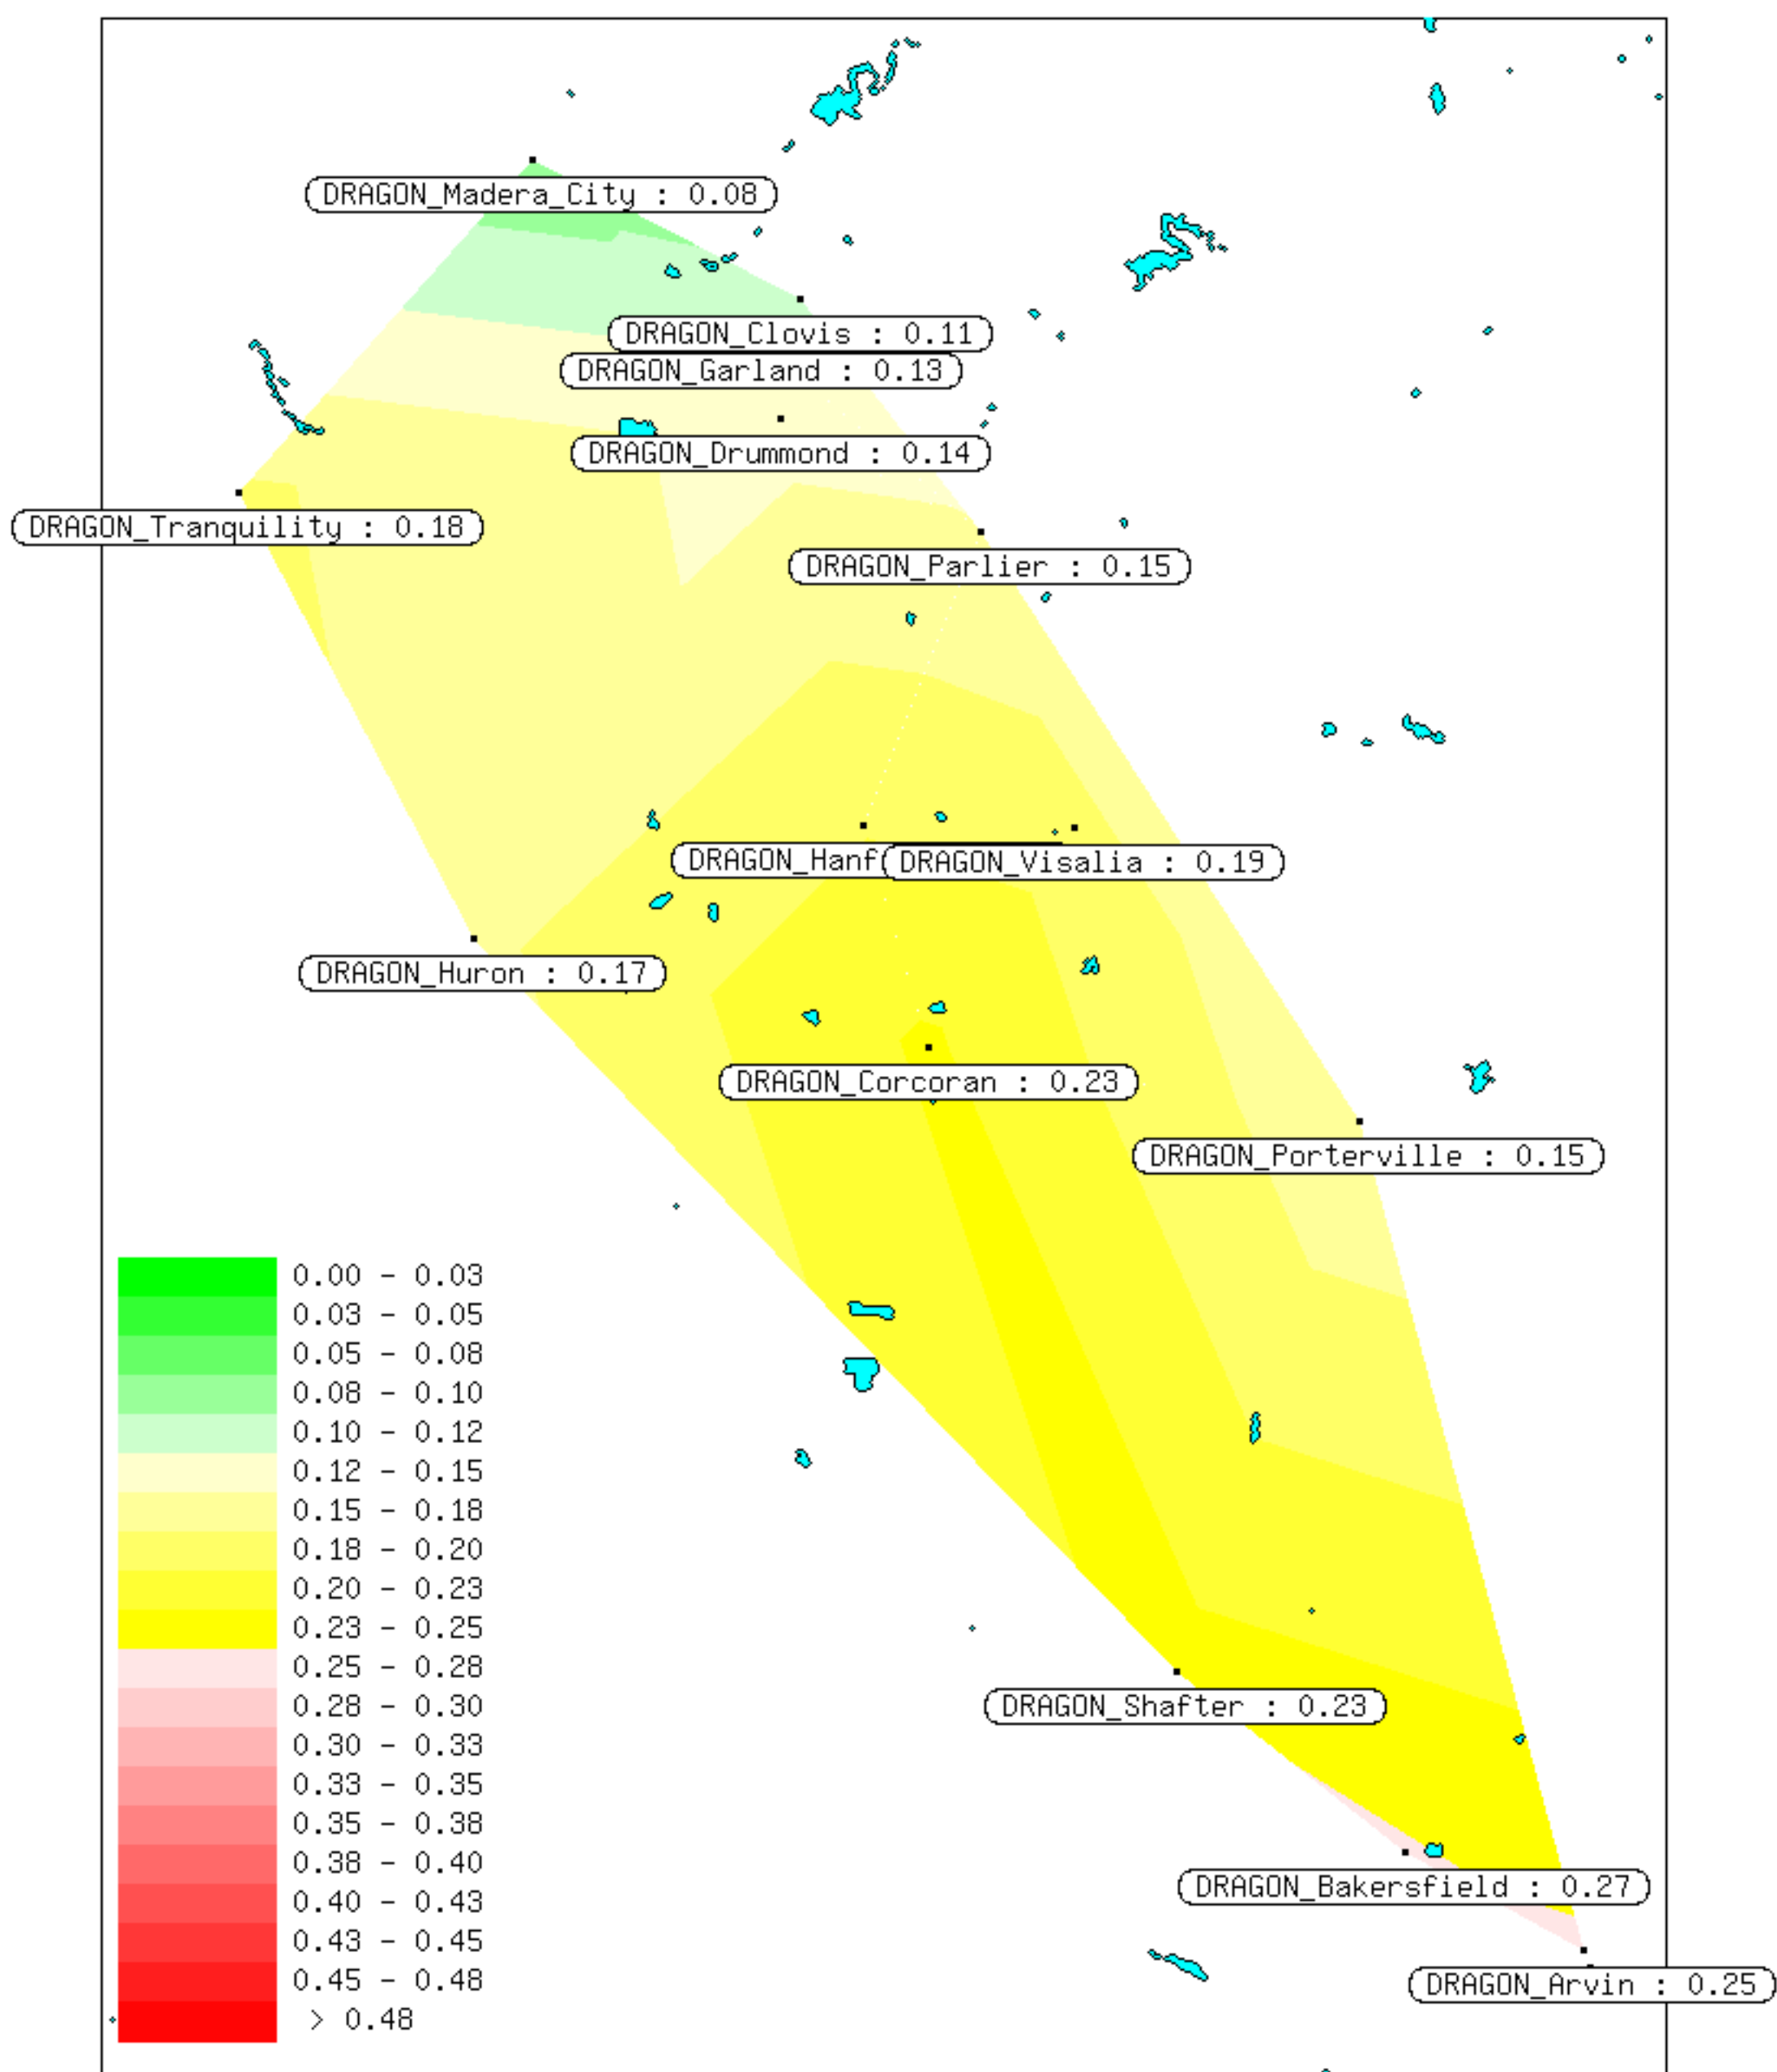 DRAGON_Madera_City : 0.08
DRAGON_Clovis : 0.11
DRAGON_Garland : 0.13
DRAGON_Drummond : 0.14
DRAGON_Tranquility : 0.18
DRAGON_Parlier : 0.15
DRAGON_Hanf
DRAGON_Visalia : 0.19
DRAGON_Huron : 0.17
DRAGON_Corcoran : 0.23
DRAGON_Porterville : 0.15
0.00 - 0.03
0.03 - 0.05
0.05 - 0.08
0.08 - 0.10
0.10 - 0.12
0.12 - 0.15
0.15 - 0.18
0.18 - 0.20
0.20 - 0.23
0.23 - 0.25
0.25 - 0.28
0.28 - 0.30
0.30 - 0.33
0.33 - 0.35
0.35 - 0.38
0.38 - 0.40
0.40 - 0.43
0.43 - 0.45
0.45 - 0.48
> 0.48
DRAGON_Shafter : 0.23
DRAGON_Bakersfield : 0.27
DRAGON_Arvin : 0.25